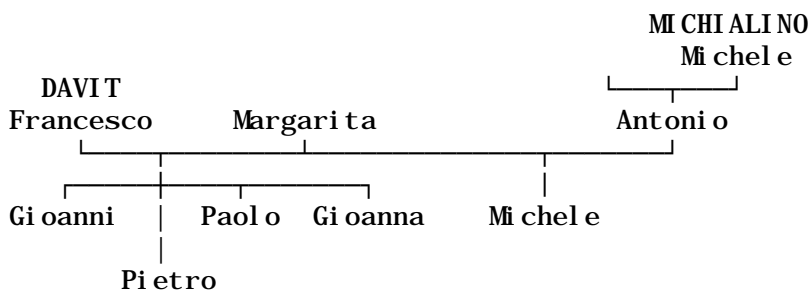 MICHIALINO
Michele
DAVIT
Francesco Margarita Antonio
Gioanni Paolo Gioanna Michele
Pietro